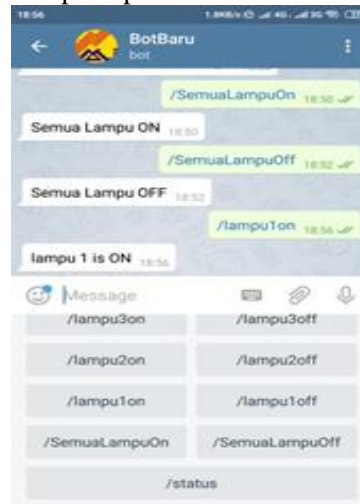 18:56
BotBaru
bot
/SemuaLampuOn 18:50
Semua Lampu ON 18:50
/SemuaLampuOff 18:52
Semua Lampu OFF 18:52
/lampu1on 18:56
lampu 1 is ON 18:56
Message
/lampu3on /lampu3off
/lampu2on /lampu2off
/lampu1on /lampu1off
/SemuaLampuOn /SemuaLampuOff
/status